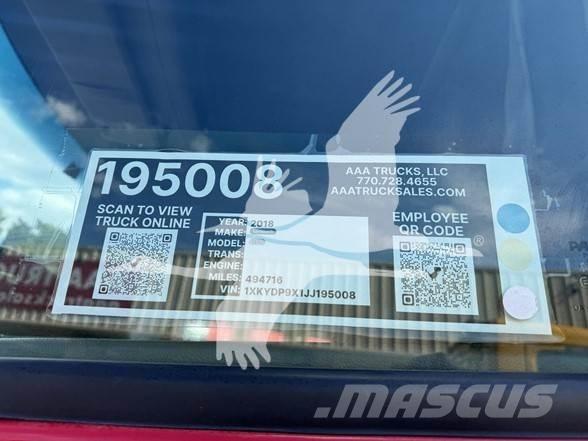 195008
AAA TRUCKS, LLC
770.728.4655
AAATRUCKSALES.COM
SCAN TO VIEW
TRUCK ONLINE
YEAR: 2018
MAKE:
MODEL:
TRANS:
ENGINE:
MILES: 494716
VIN: 1XKYDP9X1JJ195008
EMPLOYEE
QR CODE
®
MASCUS